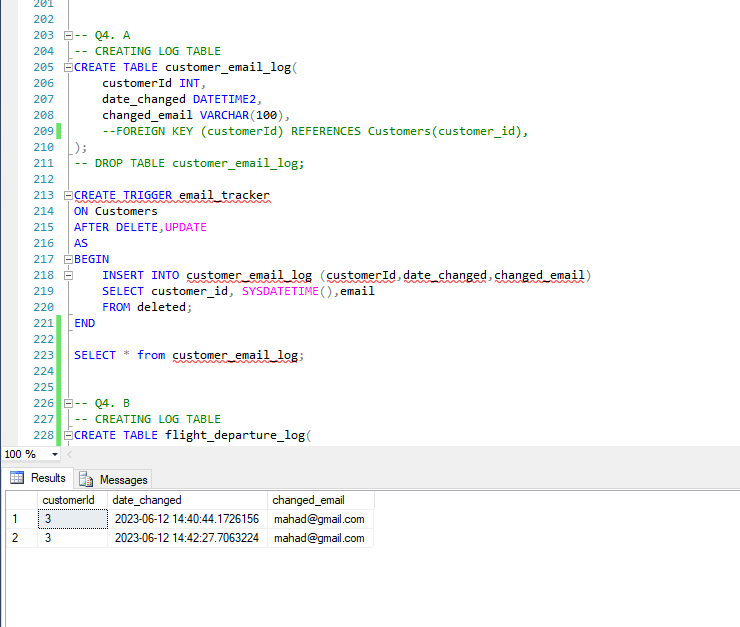 201
202
203 -- Q4. A
204 -- CREATING LOG TABLE
205 CREATE TABLE customer_email_log(
206 customerId INT,
207 date_changed DATETIME2,
208 changed_email VARCHAR(100),
209 --FOREIGN KEY (customerId) REFERENCES Customers(customer_id),
210 );
211 -- DROP TABLE customer_email_log;
212
213 CREATE TRIGGER email_tracker
214 ON Customers
215 AFTER DELETE,UPDATE
216 AS
217 BEGIN
218 INSERT INTO customer_email_log (customerId,date_changed,changed_email)
219 SELECT customer_id, SYSDATETIME(),email
220 FROM deleted;
221 END
222
223 SELECT * from customer_email_log;
224
225
226 -- Q4. B
227 -- CREATING LOG TABLE
228 CREATE TABLE flight_departure_log(
100 %
Results Messages
customerId date_changed changed_email
1 3 2023-06-12 14:40:44.1726156 mahad@gmail.com
2 3 2023-06-12 14:42:27.7063224 mahad@gmail.com